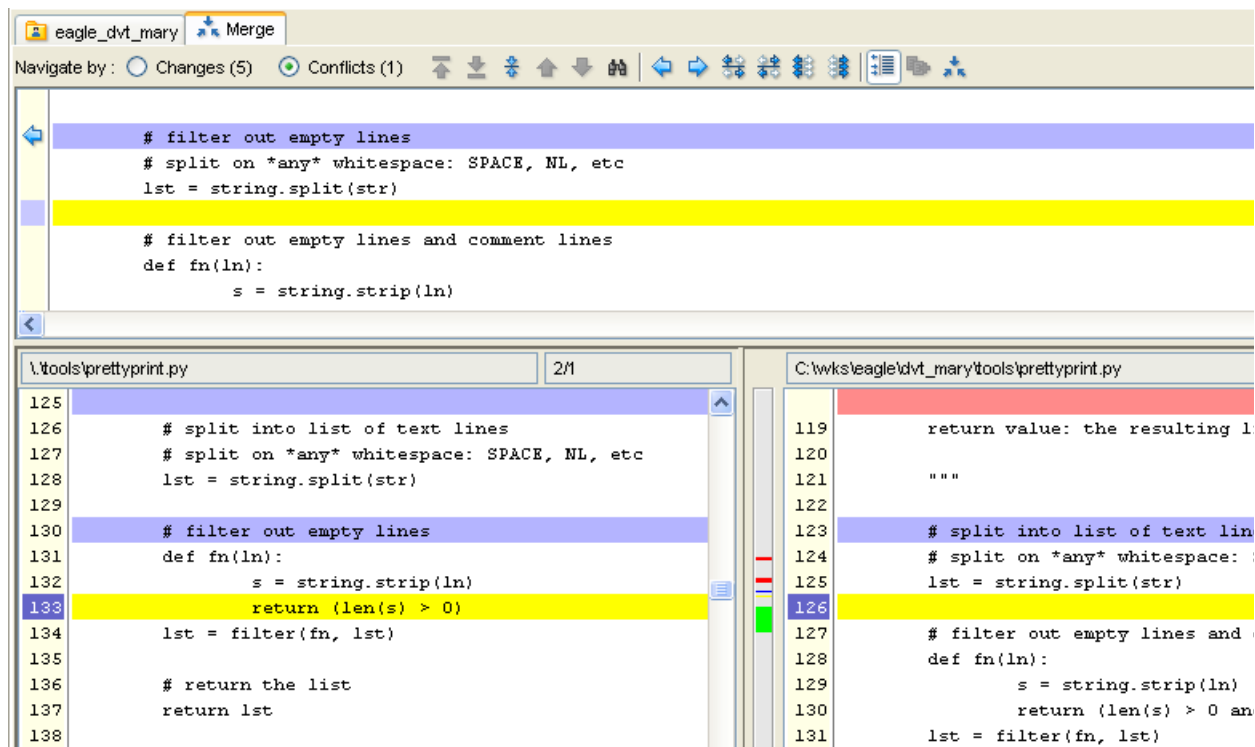 eagle_dvt_mary Merge
Navigate by : Changes (5) Conflicts (1)
# filter out empty lines
# split on *any* whitespace: SPACE, NL, etc
lst = string.split(str)
# filter out empty lines and comment lines
def fn(ln):
s = string.strip(ln)
\.\tools\prettyprint.py 2/1
125
126 # split into list of text lines
127 # split on *any* whitespace: SPACE, NL, etc
128 lst = string.split(str)
129
130 # filter out empty lines
131 def fn(ln):
132 s = string.strip(ln)
133 return (len(s) > 0)
134 lst = filter(fn, lst)
135
136 # return the list
137 return lst
138
C:\wks\eagle\dvt_mary\tools\prettyprint.py
119 return value: the resulting
120
121 """
122
123 # split into list of text
124 # split on *any* whitespace:
125 lst = string.split(str)
126
127 # filter out empty lines and
128 def fn(ln):
129 s = string.strip(ln)
130 return (len(s) > 0
131 lst = filter(fn, lst)